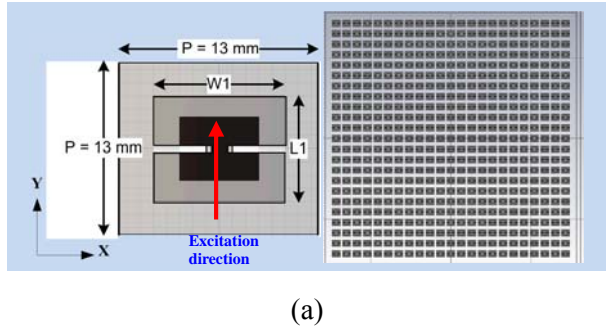 P = 13 mm
W1
P = 13 mm
L1
Y
X
Excitation
direction
(a)